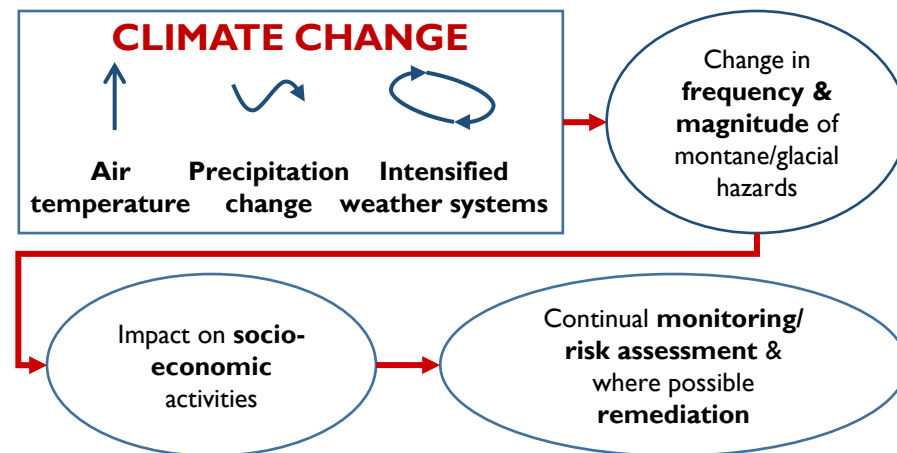 CLIMATE CHANGE
Air
temperature
Precipitation
change
Intensified
weather systems
Change in
frequency &
magnitude of
montane/glacial
hazards
Impact on socio-
economic
activities
Continual monitoring/
risk assessment &
where possible
remediation